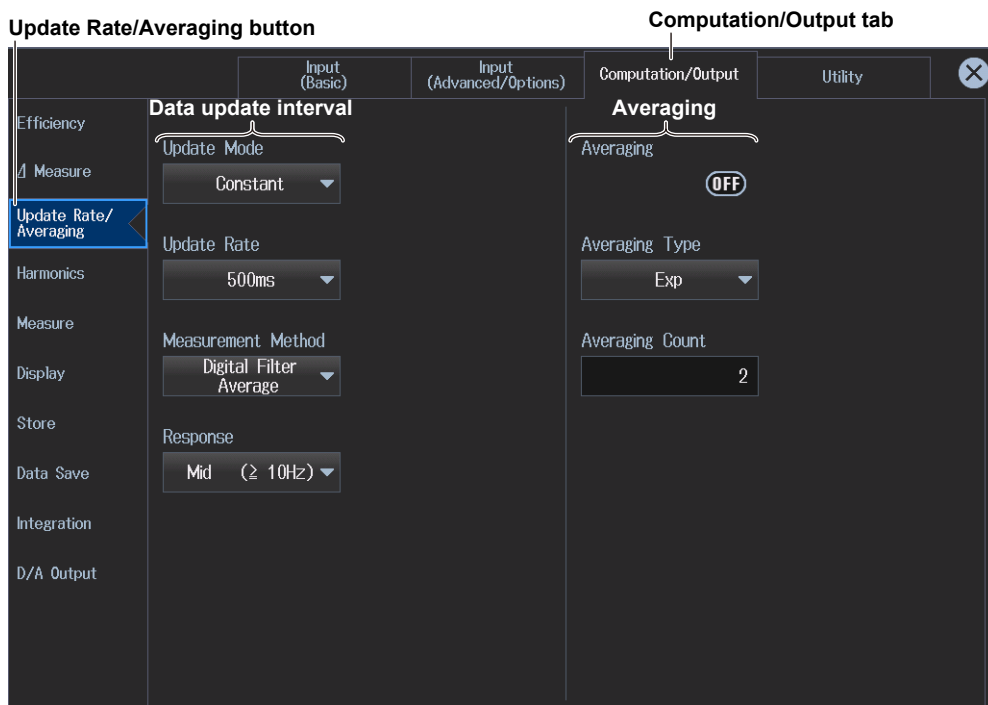 Update Rate/Averaging button
Computation/Output tab
Input
(Basic)
Input
(Advanced/Options)
Computation/Output
Utility
Data update interval
Averaging
Efficiency
⊿ Measure
Update Rate/
Averaging
Harmonics
Measure
Display
Store
Data Save
Integration
D/A Output
Update Mode
Constant
Update Rate
500ms
Measurement Method
Digital Filter
Average
Response
Mid (≧ 10Hz)
Averaging
OFF
Averaging Type
Exp
Averaging Count
2